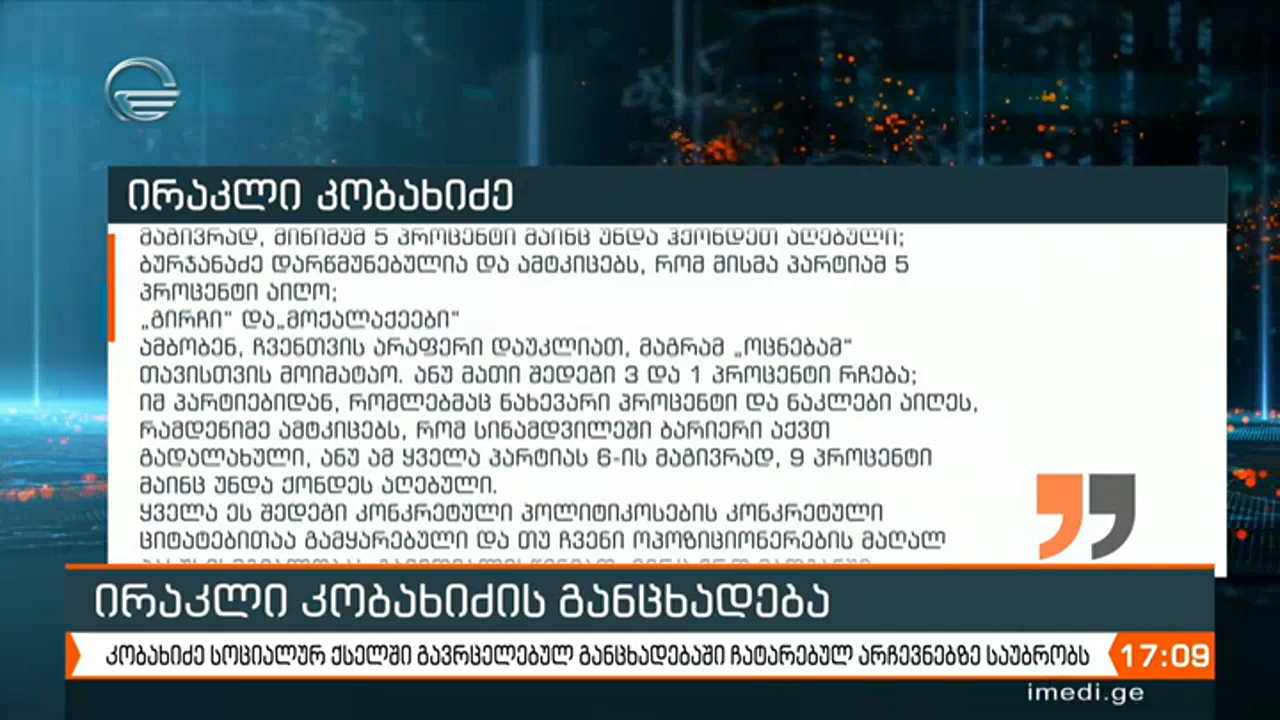 ირაკლი კობახიძე
მაგივრად, მინიმუმ 5 პროცენტი მაინც უნდა ჰქონდეთ აღებული;
ბურჯანაძე დარწმუნებულია და ამტკიცებს, რომ მისმა პარტიამ 5
პროცენტი აიღო;
„გირჩი“ და„მოქალაქეები“
ამბობენ, ჩვენთვის არაფერი დაუკლიათ, მაგრამ „ოცნებამ“
თავისთვის მოიმატაო. ანუ მათი შედეგი 3 და 1 პროცენტი რჩება;
იმ პარტიებიდან, რომლებმაც ნახევარი პროცენტი და ნაკლები აიღეს,
რამდენიმე ამტკიცებს, რომ სინამდვილეში ბარიერი აქვთ
გადალახული, ანუ ამ ყველა პარტიას 6-ის მაგივრად, 9 პროცენტი
მაინც უნდა ქონდეს აღებული.
ყველა ეს შედეგი კონკრეტული პოლიტიკოსების კონკრეტული
ციტატებითაა გამყარებული და თუ ჩვენი ოპოზიციონერების მაღალ
ირაკლი კობახიძის განცხადება
კობახიძე სოციალურ ქსელში გავრცელებულ განცხადებაში ჩატარებულ არჩევნებზე საუბრობს
17:09
imedi.ge